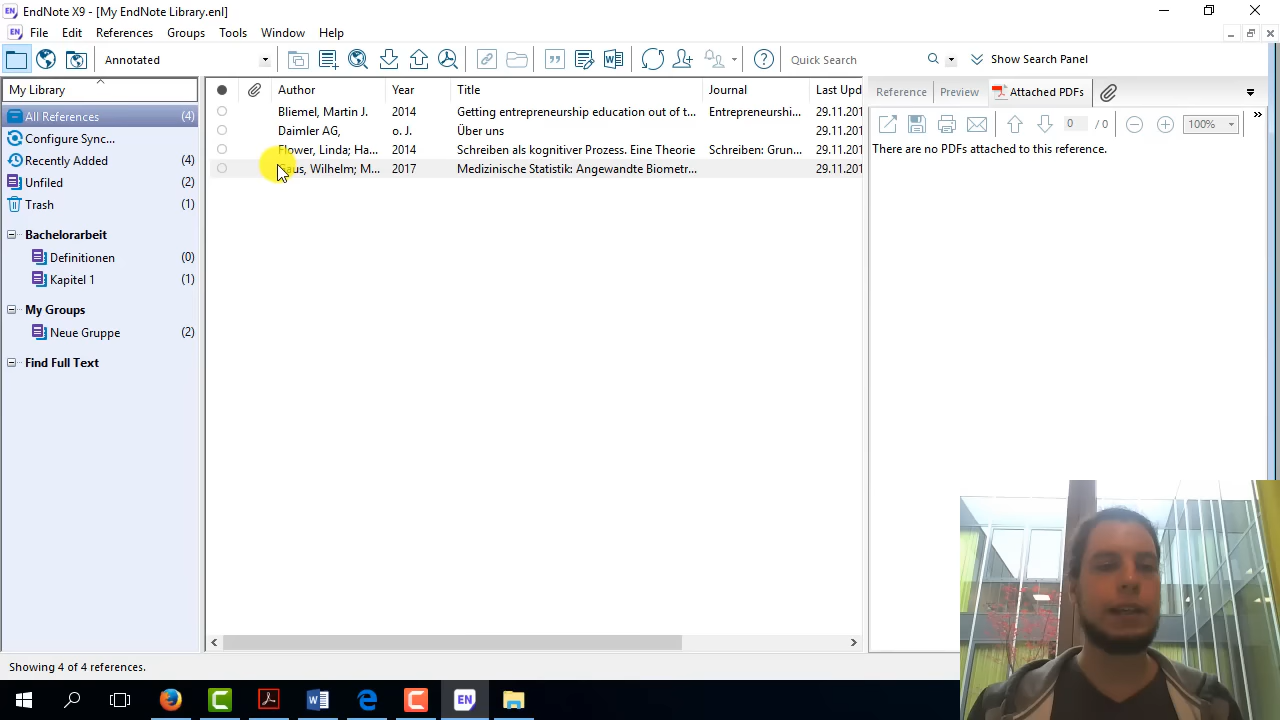 EndNote X9 - [My EndNote Library.enl]
File Edit References Groups Tools Window Help
Annotated Quick Search Show Search Panel
My Library
All References (4)
Configure Sync...
Recently Added (4)
Unfiled (2)
Trash (1)
Bachelorarbeit
Definitionen (0)
Kapitel 1 (1)
My Groups
Neue Gruppe (2)
Find Full Text
Author Year Title Journal Last Upd
Bliemel, Martin J. 2014 Getting entrepreneurship education out of t... Entrepreneurshi... 29.11.201
Daimler AG, o. J. Über uns 29.11.201
Flower, Linda; Ha... 2014 Schreiben als kognitiver Prozess. Eine Theorie Schreiben: Grun... 29.11.201
Gaus, Wilhelm; M... 2017 Medizinische Statistik: Angewandte Biometr... 29.11.201
Reference Preview Attached PDFs
0 / 0 100%
There are no PDFs attached to this reference.
Showing 4 of 4 references.
EN